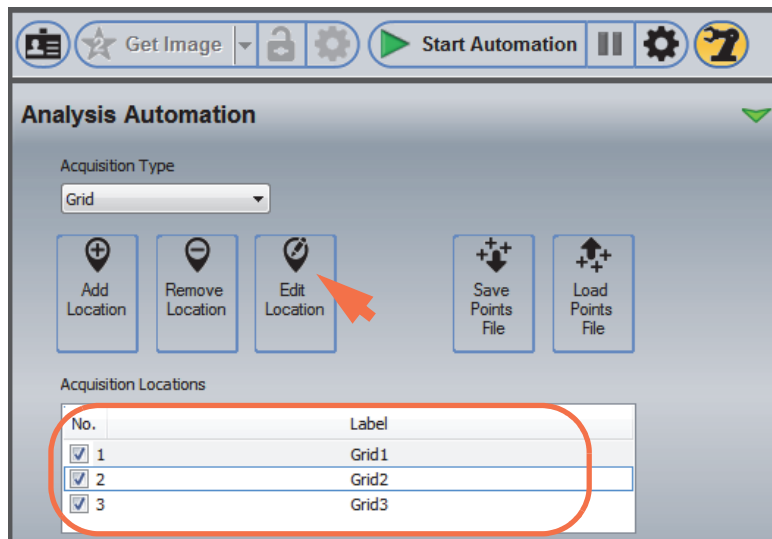 Get Image Start Automation
Analysis Automation
Acquisition Type
Grid
Add Location
Remove Location
Edit Location
Save Points File
Load Points File
Acquisition Locations
No. Label
1 Grid1
2 Grid2
3 Grid3